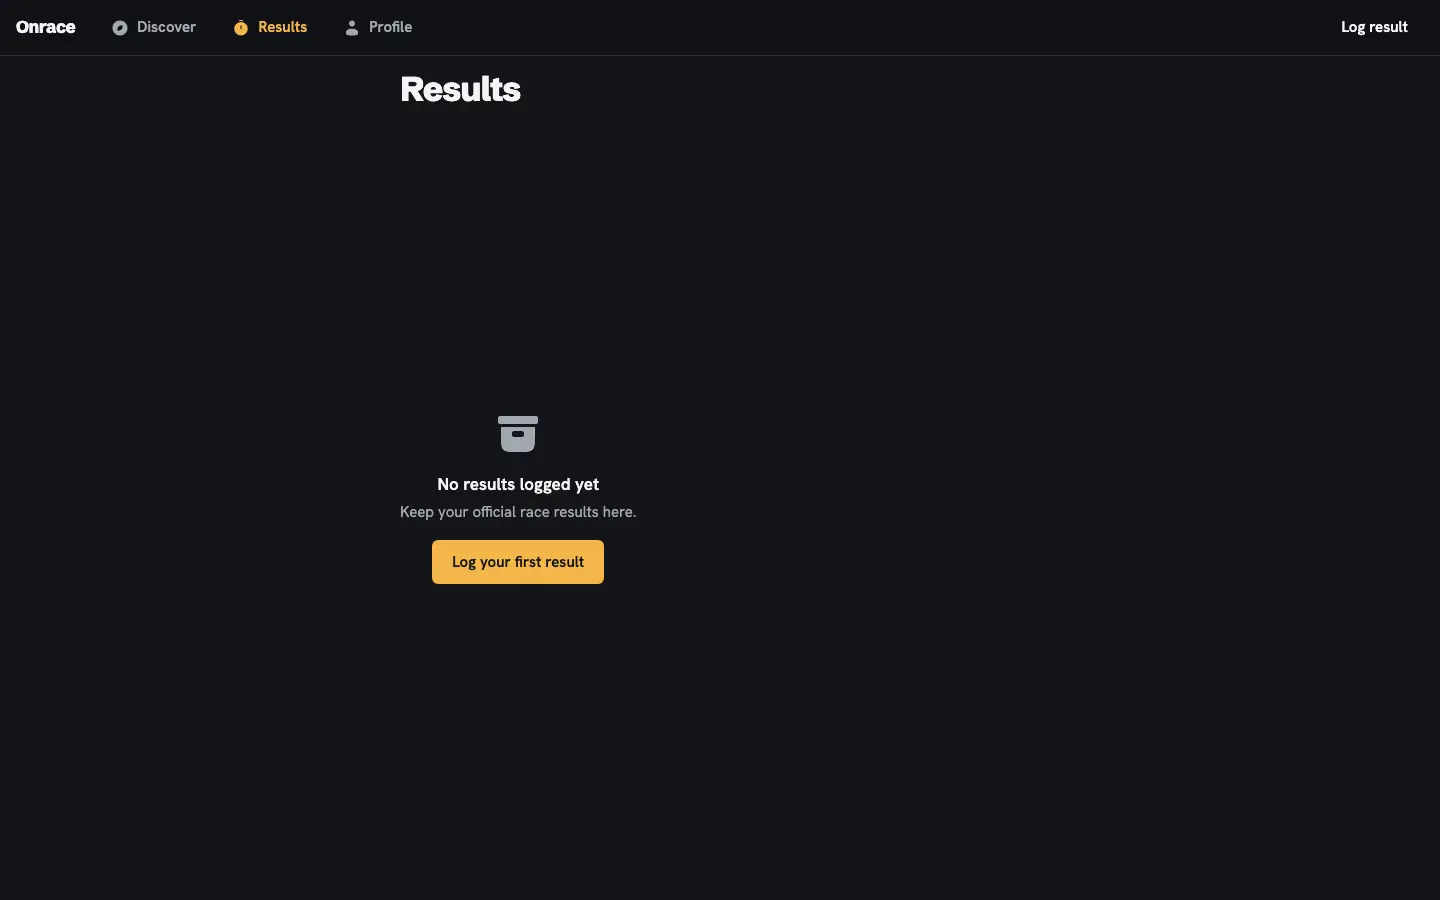 Onrace Discover Results Profile Log result
Results
No results logged yet
Keep your official race results here.
Log your first result